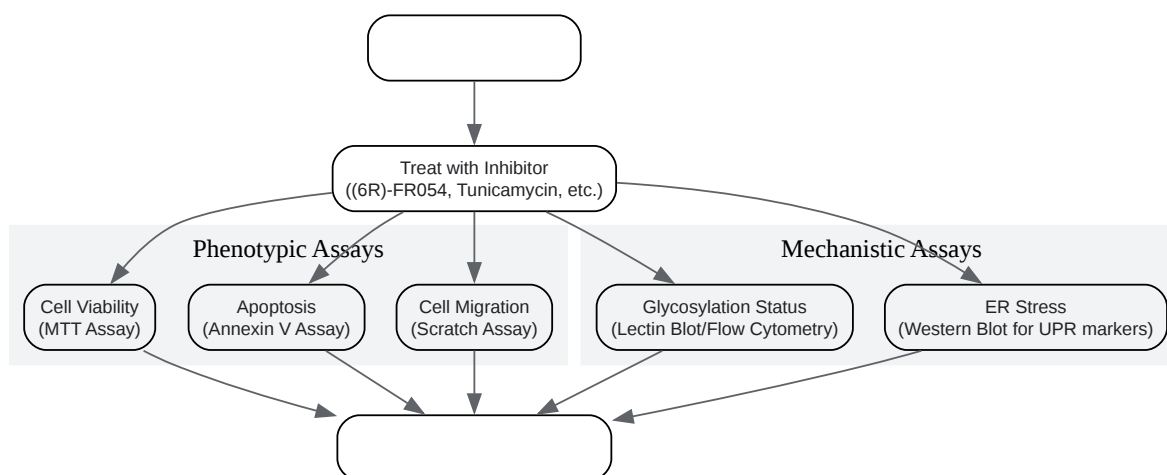 Treat with Inhibitor
((6R)-FR054, Tunicamycin, etc.)
Phenotypic Assays
Mechanistic Assays
Cell Viability
(MTT Assay)
Apoptosis
(Annexin V Assay)
Cell Migration
(Scratch Assay)
Glycosylation Status
(Lectin Blot/Flow Cytometry)
ER Stress
(Western Blot for UPR markers)